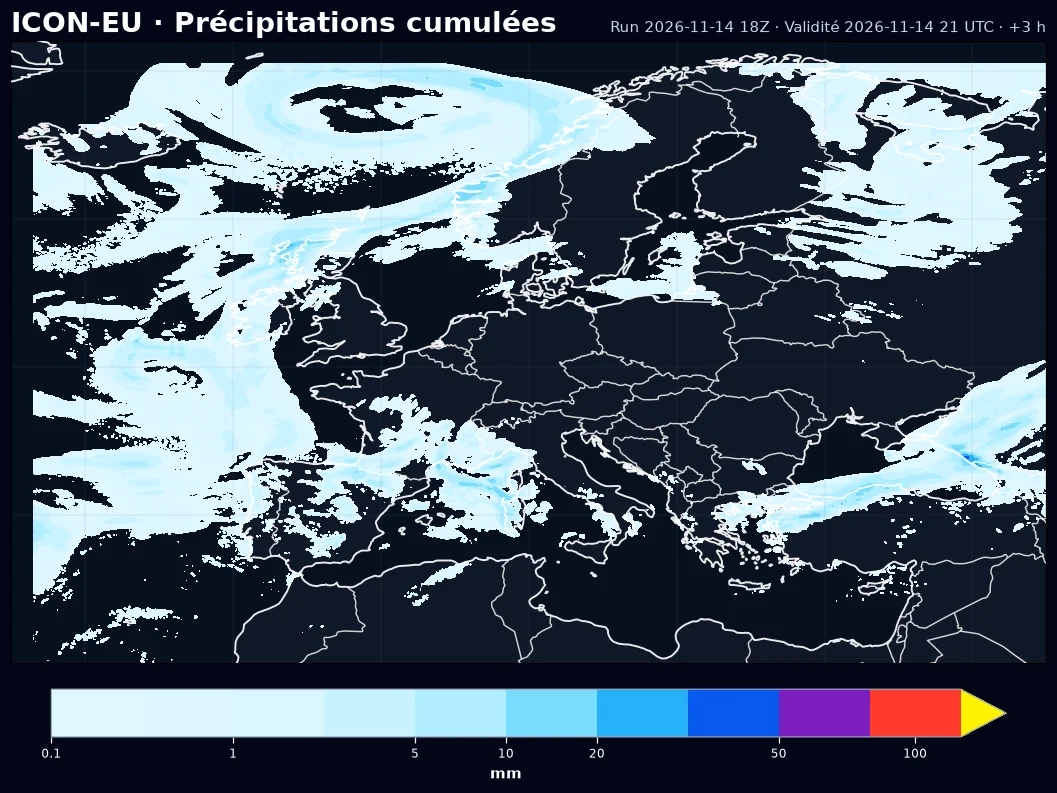 ICON-EU · Précipitations cumulées
Run 2026-11-14 18Z · Validité 2026-11-14 21 UTC · +3 h
0.1 1 5 10 20 50 100
mm